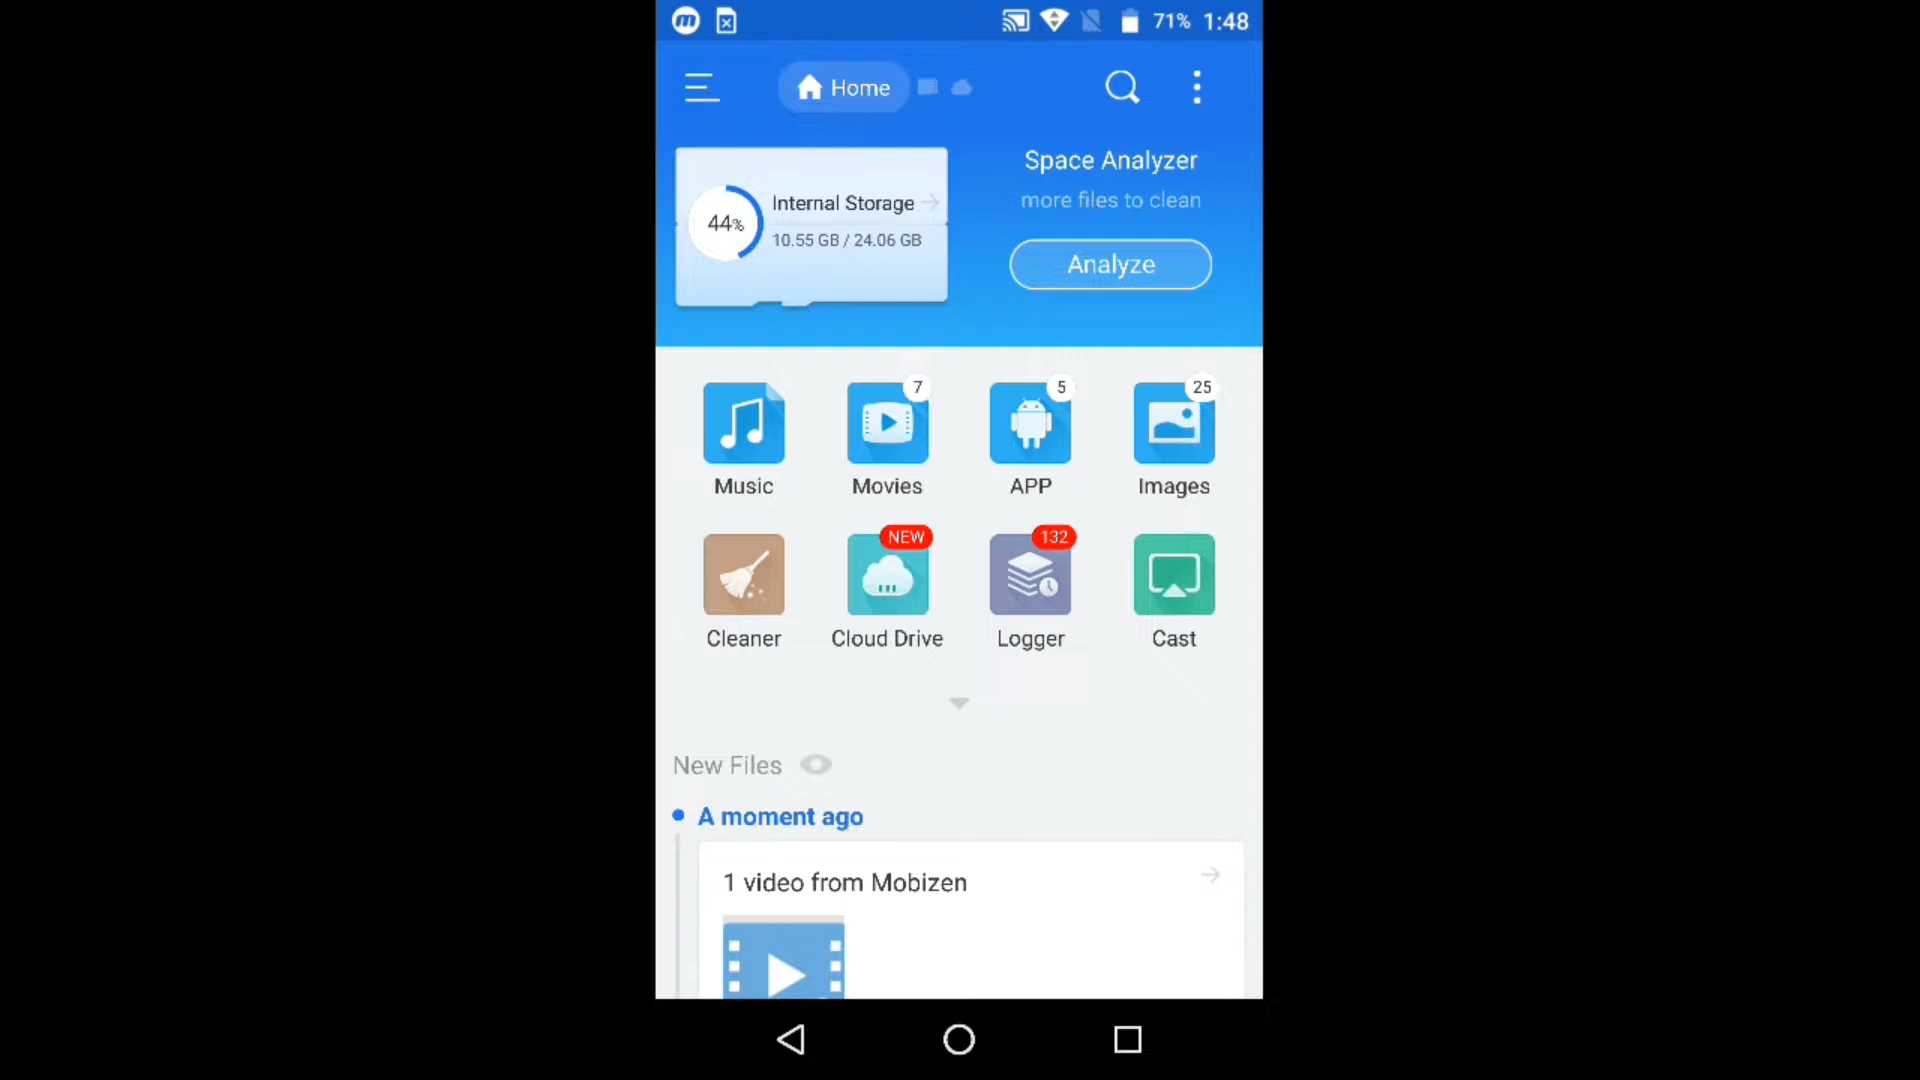 71% 1:48
Home
Space Analyzer
more files to clean
Analyze
44%
Internal Storage
10.55 GB / 24.06 GB
7
5
25
Music
Movies
APP
Images
NEW
132
Cleaner
Cloud Drive
Logger
Cast
New Files
A moment ago
1 video from Mobizen